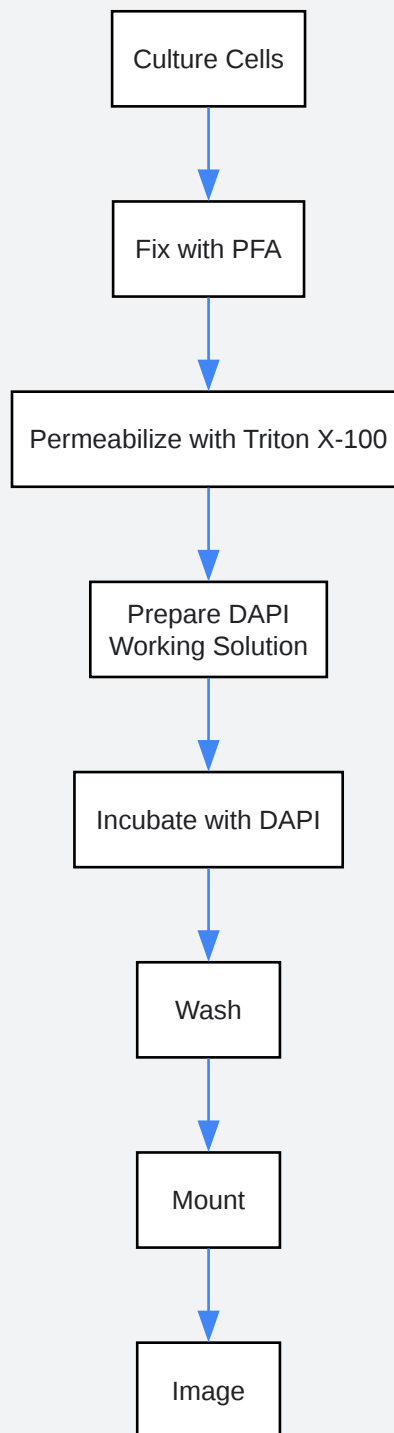 Culture Cells
Fix with PFA
Permeabilize with Triton X-100
Prepare DAPI
Working Solution
Incubate with DAPI
Wash
Mount
Image